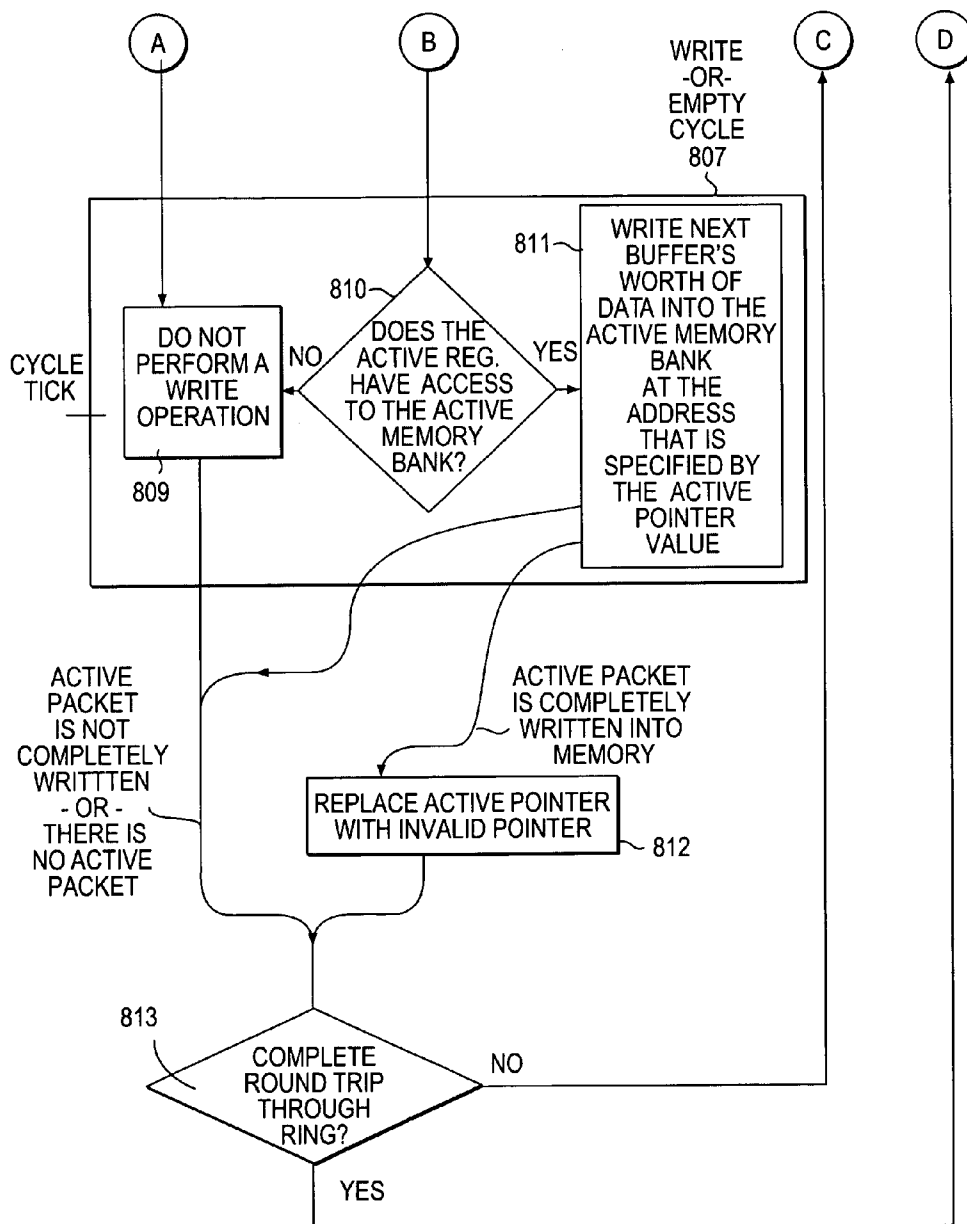 A
B
C
D
WRITE
-OR-
EMPTY
CYCLE
807
811
WRITE NEXT
BUFFER'S
WORTH OF
DATA INTO THE
ACTIVE MEMORY
BANK
AT THE
ADDRESS
THAT IS
SPECIFIED BY
THE ACTIVE
POINTER
VALUE
810
DOES THE
ACTIVE REG.
HAVE ACCESS
TO THE ACTIVE
MEMORY
BANK?
NO
YES
DO NOT
PERFORM A
WRITE
OPERATION
809
CYCLE
TICK
ACTIVE
PACKET
IS NOT
COMPLETELY
WRITTTEN
- OR -
THERE IS
NO ACTIVE
PACKET
ACTIVE PACKET
IS COMPLETELY
WRITTEN INTO
MEMORY
REPLACE ACTIVE POINTER
WITH INVALID POINTER
812
813
COMPLETE
ROUND TRIP
THROUGH
RING?
NO
YES